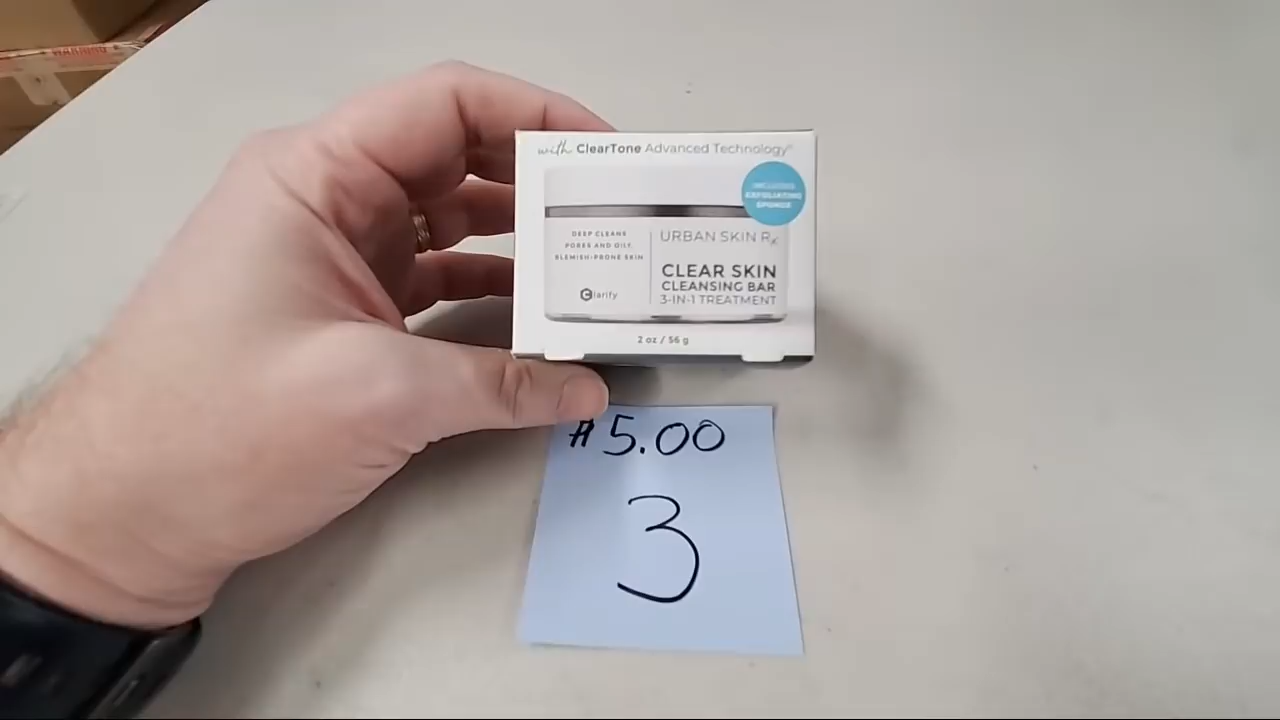 WARNING
with ClearTone Advanced Technology®
INCLUDES
EXFOLIATING
SPONGE
DEEP CLEANS
PORES AND OILY,
BLEMISH-PRONE SKIN
Clarify
URBAN SKIN Rx
CLEAR SKIN
CLEANSING BAR
3-IN-1 TREATMENT
2 oz / 56 g
$5.00
3